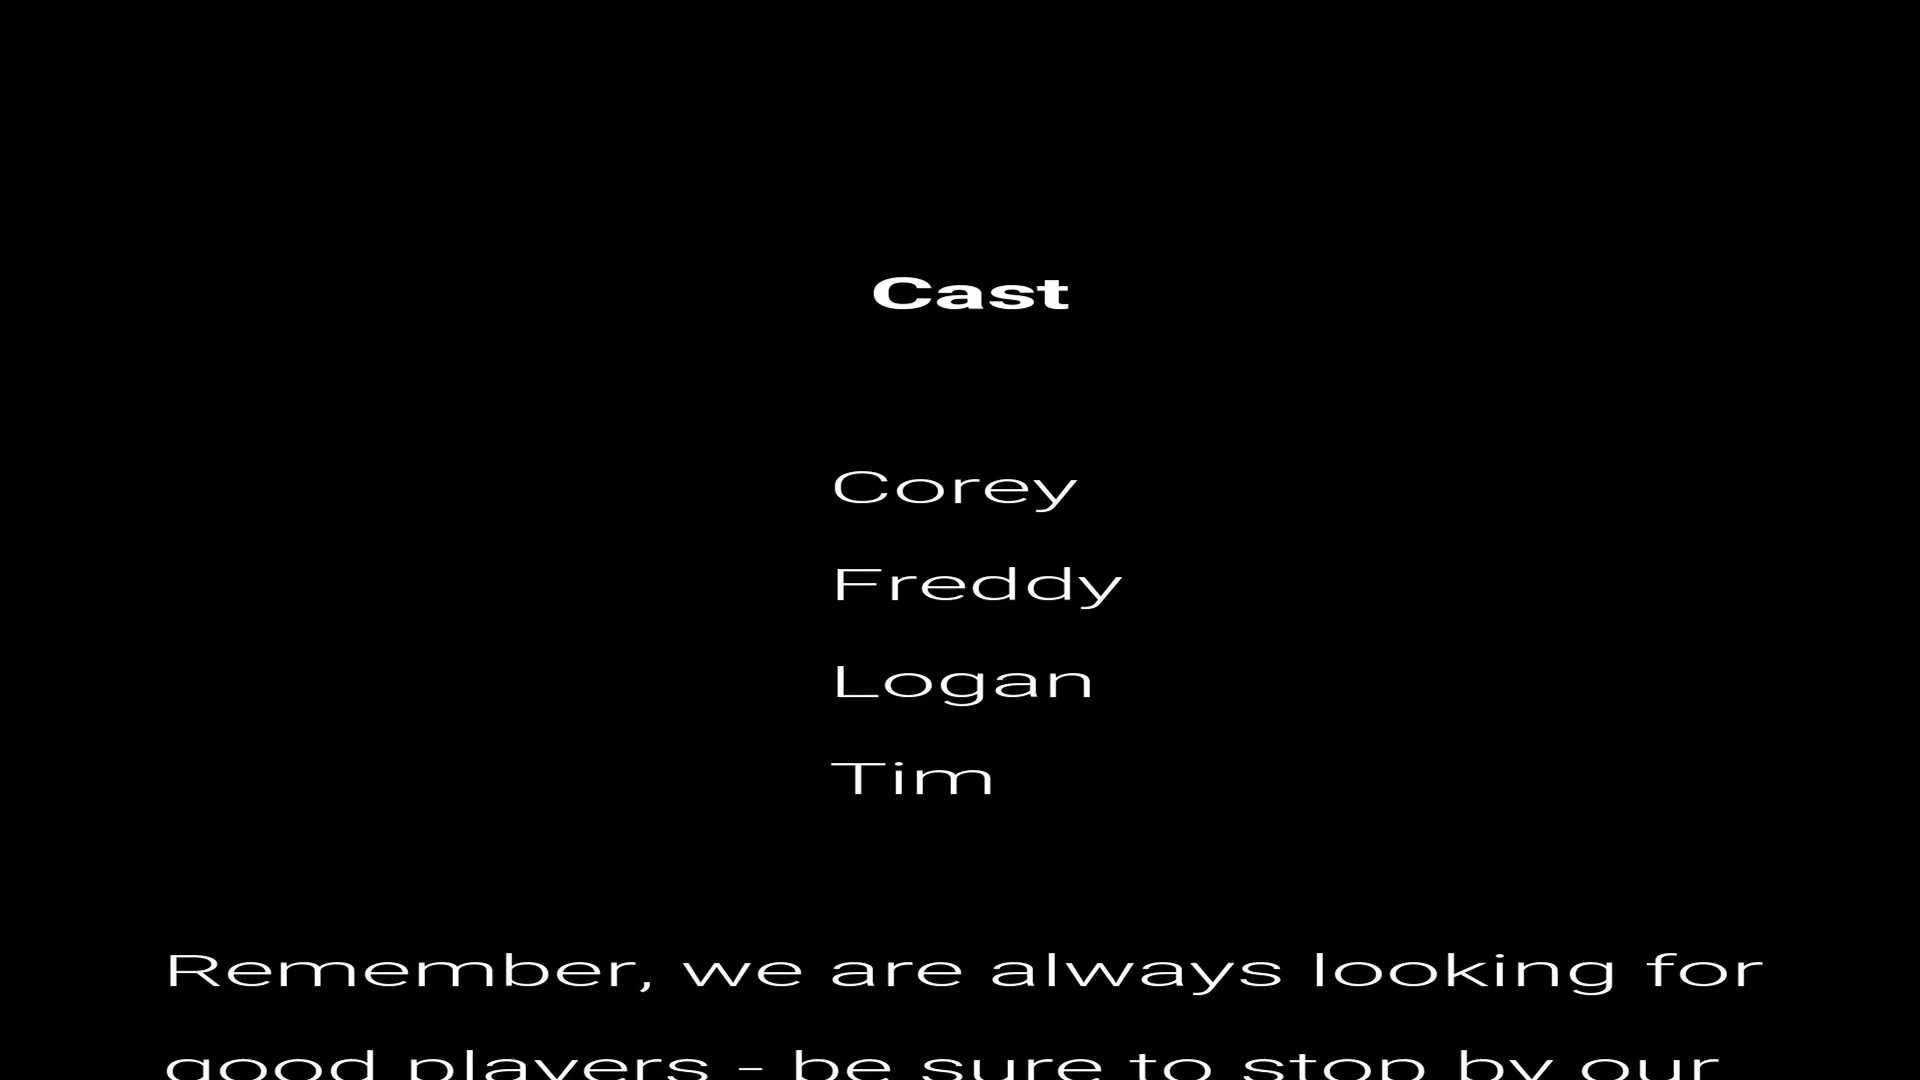 Cast
Corey
Freddy
Logan
Tim
Remember, we are always looking for
good players - be sure to stop by our